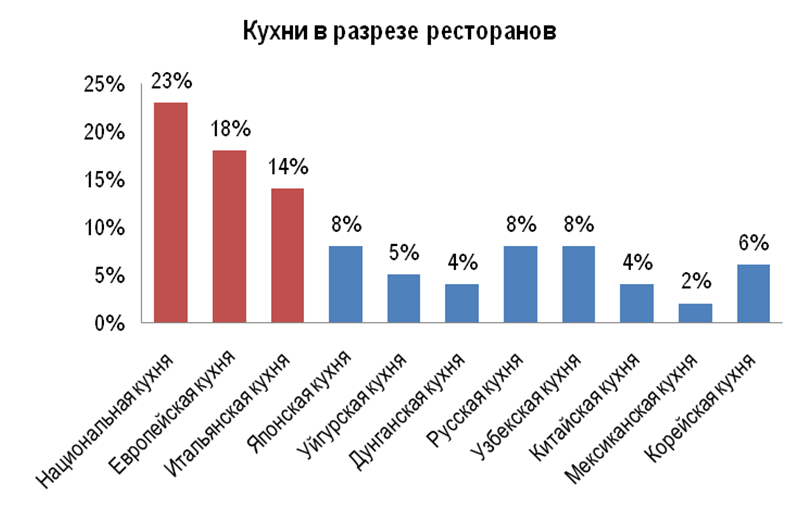 Кухни в разрезе ресторанов
25%
20%
15%
10%
5%
0%
23%
18%
14%
8%
5%
4%
8%
8%
4%
2%
6%
Национальная кухня
Европейская кухня
Итальянская кухня
Японская кухня
Уйгурская кухня
Дунганская кухня
Русская кухня
Узбекская кухня
Китайская кухня
Мексиканская кухня
Корейская кухня